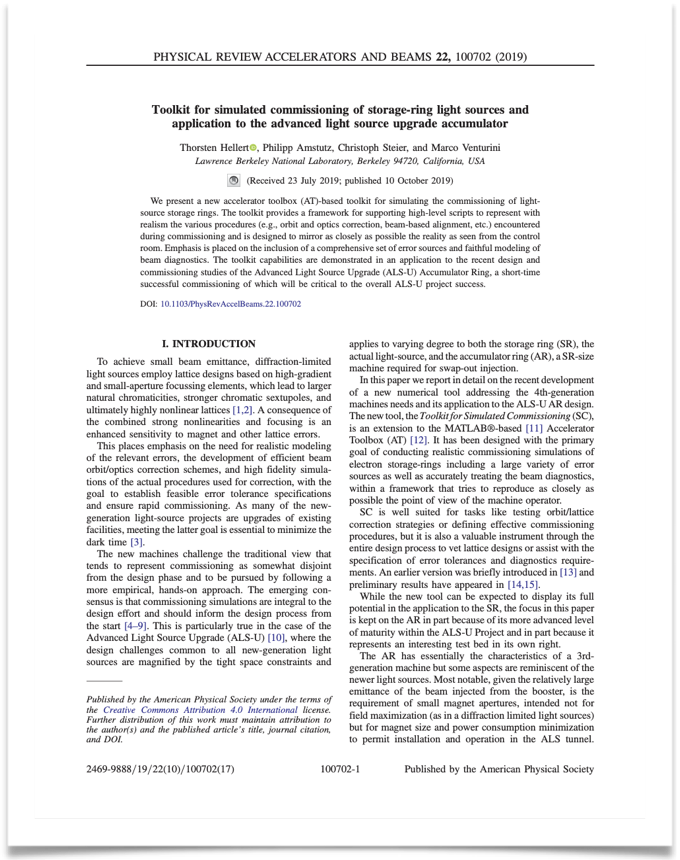 PHYSICAL REVIEW ACCELERATORS AND BEAMS 22, 100702 (2019)
Toolkit for simulated commissioning of storage-ring light sources and
application to the advanced light source upgrade accumulator
Thorsten Hellert, Philipp Amstutz, Christoph Steier, and Marco Venturini
Lawrence Berkeley National Laboratory, Berkeley 94720, California, USA
(Received 23 July 2019; published 10 October 2019)
We present a new accelerator toolbox (AT)-based toolkit for simulating the commissioning of light-
source storage rings. The toolkit provides a framework for supporting high-level scripts to represent with
realism the various procedures (e.g., orbit and optics correction, beam-based alignment, etc.) encountered
during commissioning and is designed to mirror as closely as possible the reality as seen from the control
room. Emphasis is placed on the inclusion of a comprehensive set of error sources and faithful modeling of
beam diagnostics. The toolkit capabilities are demonstrated in an application to the recent design and
commissioning studies of the Advanced Light Source Upgrade (ALS-U) Accumulator Ring, a short-time
successful commissioning of which will be critical to the overall ALS-U project success.
DOI: 10.1103/PhysRevAccelBeams.22.100702
I. INTRODUCTION
To achieve small beam emittance, diffraction-limited
light sources employ lattice designs based on high-gradient
and small-aperture focussing elements, which lead to larger
natural chromaticities, stronger chromatic sextupoles, and
ultimately highly nonlinear lattices [1,2]. A consequence of
the combined strong nonlinearities and focusing is an
enhanced sensitivity to magnet and other lattice errors.
This places emphasis on the need for realistic modeling
of the relevant errors, the development of efficient beam
orbit/optics correction schemes, and high fidelity simula-
tions of the actual procedures used for correction, with the
goal to establish feasible error tolerance specifications
and ensure rapid commissioning. As many of the new-
generation light-source projects are upgrades of existing
facilities, meeting the latter goal is essential to minimize the
dark time [3].
The new machines challenge the traditional view that
tends to represent commissioning as somewhat disjoint
from the design phase and to be pursued by following a
more empirical, hands-on approach. The emerging con-
sensus is that commissioning simulations are integral to the
design effort and should inform the design process from
the start [4–9]. This is particularly true in the case of the
Advanced Light Source Upgrade (ALS-U) [10], where the
design challenges common to all new-generation light
sources are magnified by the tight space constraints and
Published by the American Physical Society under the terms of
the Creative Commons Attribution 4.0 International license.
Further distribution of this work must maintain attribution to
the author(s) and the published article's title, journal citation,
and DOI.
applies to varying degree to both the storage ring (SR), the
actual light-source, and the accumulator ring (AR), a SR-size
machine required for swap-out injection.
In this paper we report in detail on the recent development
of a new numerical tool addressing the 4th-generation
machines needs and its application to the ALS-U AR design.
The new tool, the Toolkit for Simulated Commissioning (SC),
is an extension to the MATLAB®-based [11] Accelerator
Toolbox (AT) [12]. It has been designed with the primary
goal of conducting realistic commissioning simulations of
electron storage-rings including a large variety of error
sources as well as accurately treating the beam diagnostics,
within a framework that tries to reproduce as closely as
possible the point of view of the machine operator.
SC is well suited for tasks like testing orbit/lattice
correction strategies or defining effective commissioning
procedures, but it is also a valuable instrument through the
entire design process to vet lattice designs or assist with the
specification of error tolerances and diagnostics require-
ments. An earlier version was briefly introduced in [13] and
preliminary results have appeared in [14,15].
While the new tool can be expected to display its full
potential in the application to the SR, the focus in this paper
is kept on the AR in part because of its more advanced level
of maturity within the ALS-U Project and in part because it
represents an interesting test bed in its own right.
The AR has essentially the characteristics of a 3rd-
generation machine but some aspects are reminiscent of the
newer light sources. Most notable, given the relatively large
emittance of the beam injected from the booster, is the
requirement of small magnet apertures, intended not for
field maximization (as in a diffraction limited light sources)
but for magnet size and power consumption minimization
to permit installation and operation in the ALS tunnel.
2469-9888/19/22(10)/100702(17)
100702-1
Published by the American Physical Society